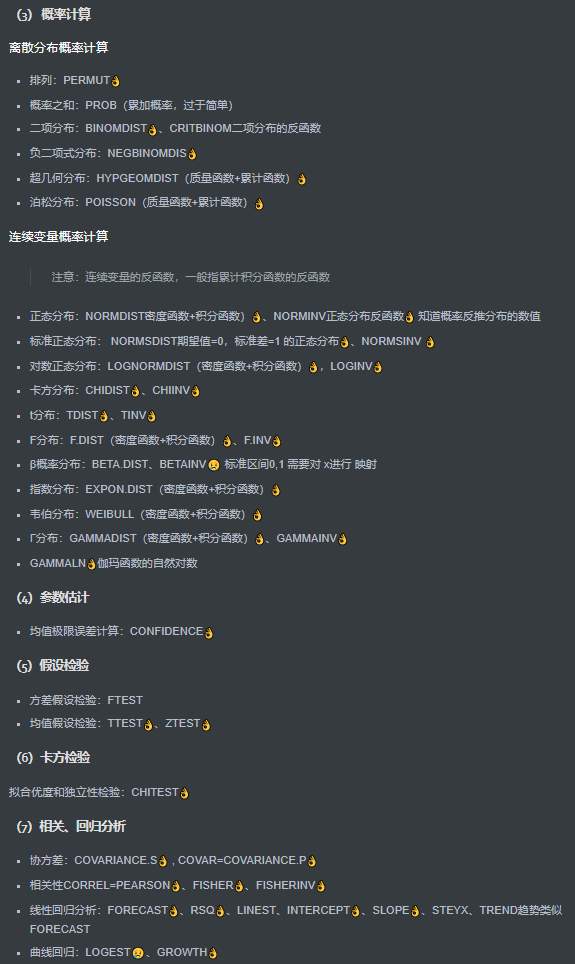 （3）概率计算
离散分布概率计算
排列：PERMUT👌
概率之和：PROB（累加概率，过于简单）
二项分布：BINOMDIST👌、CRITBINOM二项分布的反函数
负二项式分布：NEGBINOMDIS👌
超几何分布：HYPGEOMDIST（质量函数+累计函数）👌
泊松分布：POISSON（质量函数+累计函数）👌
连续变量概率计算
注意：连续变量的反函数，一般指累计积分函数的反函数
正态分布：NORMDIST密度函数+积分函数）👌、NORMINV正态分布反函数👌 知道概率反推分布的数值
标准正态分布： NORMSDIST期望值=0，标准差=1 的正态分布👌、NORMSINV 👌
对数正态分布：LOGNORMDIST（密度函数+积分函数）👌，LOGINV👌
卡方分布：CHIDIST👌、CHIINV👌
t分布：TDIST👌、TINV👌
F分布：F.DIST（密度函数+积分函数）👌、F.INV👌
β概率分布：BETA.DIST、BETAINV😥 标准区间0,1 需要对 x进行 映射
指数分布：EXPON.DIST（密度函数+积分函数）👌
韦伯分布：WEIBULL（密度函数+积分函数）👌
Γ分布：GAMMADIST（密度函数+积分函数）👌、GAMMAINV👌
GAMMALN👌伽玛函数的自然对数
（4）参数估计
均值极限误差计算：CONFIDENCE👌
（5）假设检验
方差假设检验：FTEST
均值假设检验：TTEST👌、ZTEST👌
（6）卡方检验
拟合优度和独立性检验：CHITEST👌
（7）相关、回归分析
协方差：COVARIANCE.S👌 , COVAR=COVARIANCE.P👌
相关性CORREL=PEARSON👌、FISHER👌、FISHERINV👌
线性回归分析：FORECAST👌、RSQ👌、LINEST、INTERCEPT👌、SLOPE👌、STEYX、TREND趋势类似
FORECAST
曲线回归：LOGEST😥、GROWTH👌